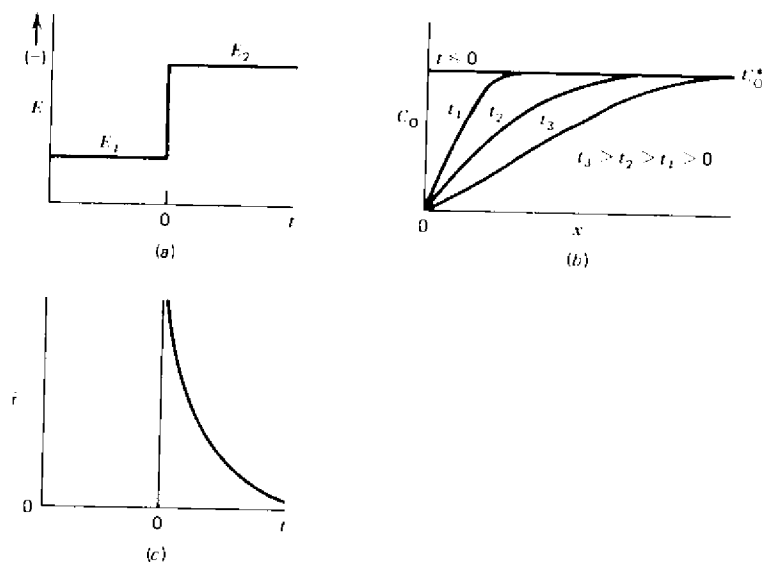 (−)
E
E₁
E₂
0
t
(a)
t ≤ 0
C₀*
C₀
t₁
t₂
t₃
t₃ > t₂ > t₁ > 0
0
x
(b)
i
0
0
t
(c)